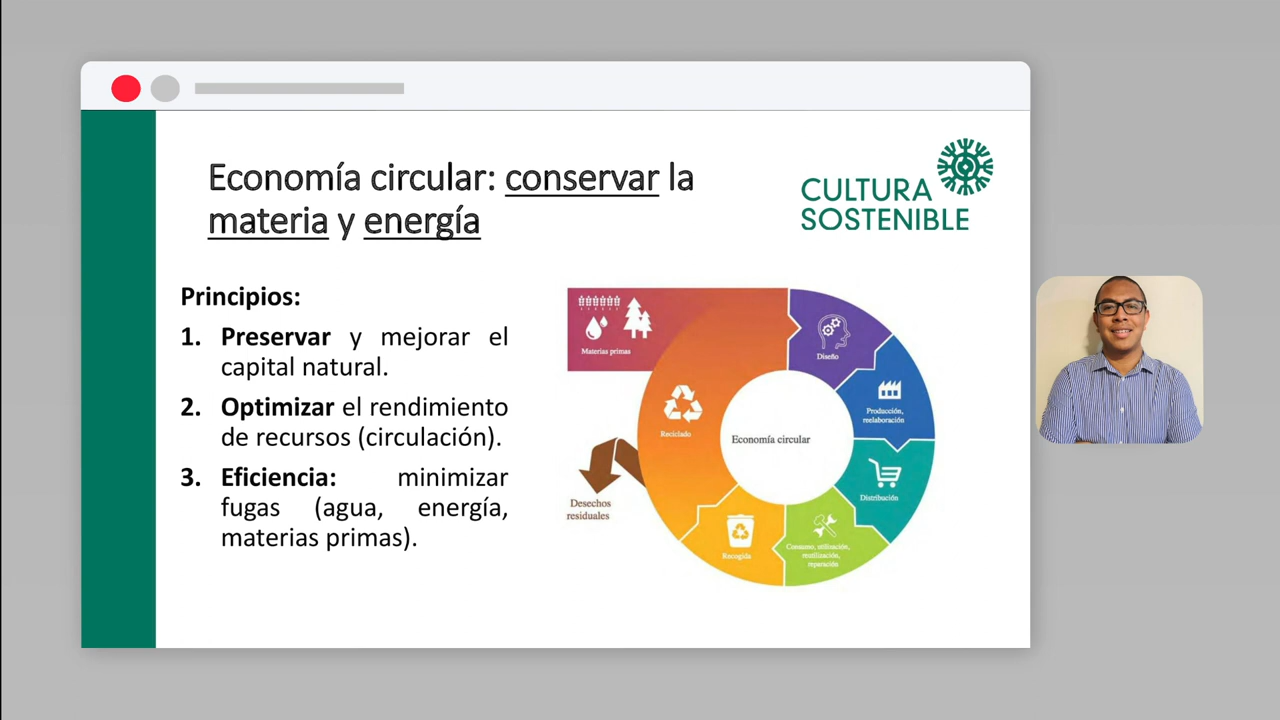 Economía circular: conservar la
materia y energía
CULTURA
SOSTENIBLE
Principios:
1. Preservar y mejorar el
capital natural.
2. Optimizar el rendimiento
de recursos (circulación).
3. Eficiencia: minimizar
fugas (agua, energía,
materias primas).
Materias primas
Diseño
Producción,
reelaboración
Distribución
Consumo, utilización,
reutilización,
reparación
Recogida
Reciclado
Economía circular
Desechos
residuales